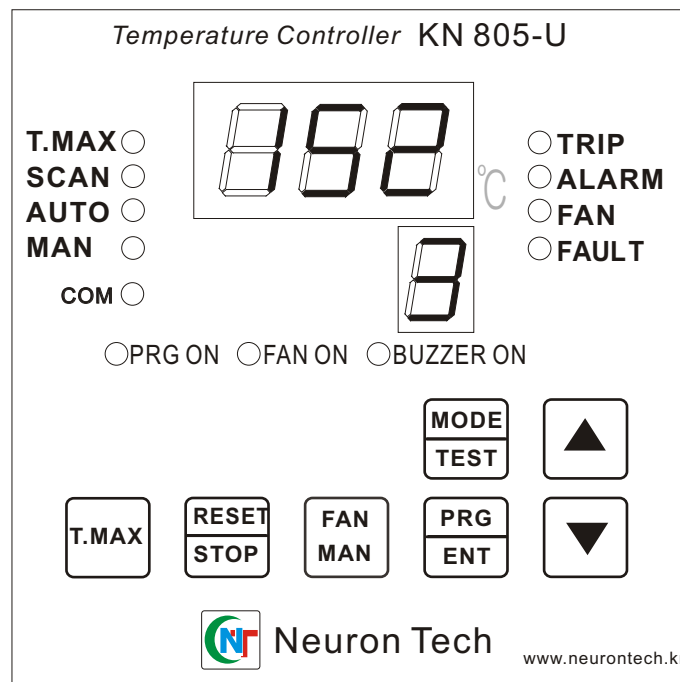 Temperature Controller KN 805-U
152
℃
T.MAX
SCAN
AUTO
MAN
COM
TRIP
ALARM
FAN
FAULT
3
PRG ON FAN ON BUZZER ON
MODE
TEST
T.MAX
RESET
STOP
FAN
MAN
PRG
ENT
Neuron Tech
www.neurontech.k